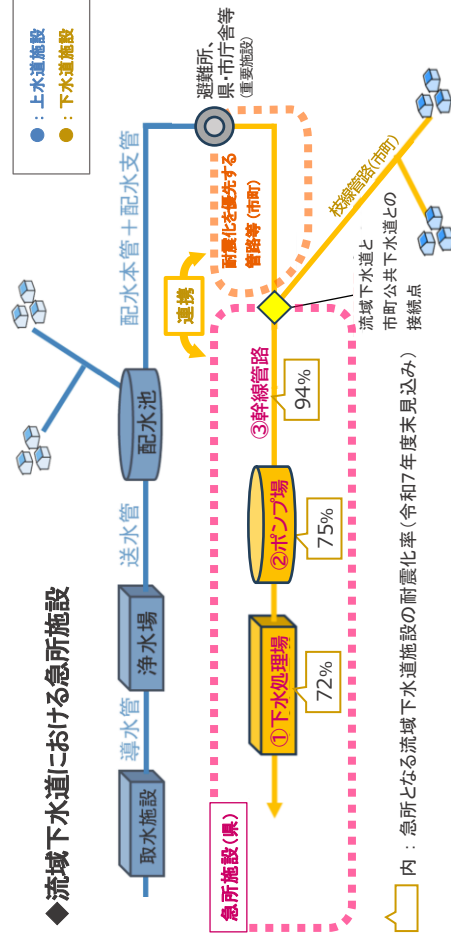 ◆流域下水道における急所施設
●：上水道施設
●：下水道施設
取水施設
導水管
浄水場
送水管
配水池
配水本管＋配水支管
避難所、
県・市庁舎等
(重要施設)
連携
耐震化を優先する
管路等(市町)
急所施設(県)
①下水処理場
72%
②ポンプ場
75%
③幹線管路
94%
枝線管路(市町)
流域下水道と
市町公共下水道との
接続点
内：急所となる流域下水道施設の耐震化率(令和7年度末見込み)